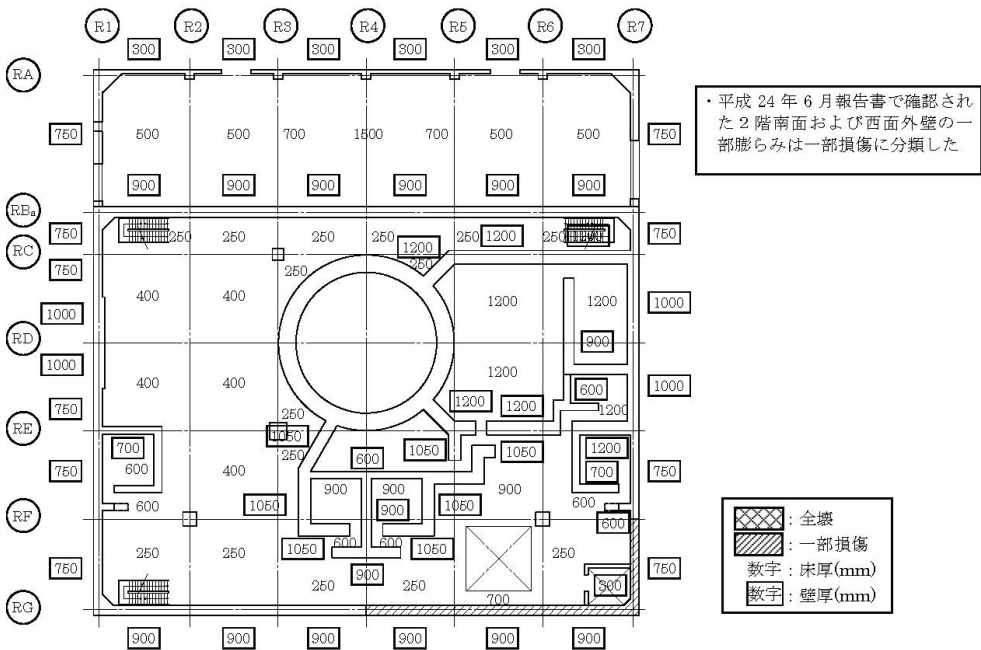 R1 R2 R3 R4 R5 R6 R7
300 300 300 300 300 300
RA
・平成 24 年 6 月報告書で確認され
た 2 階南面および西面外壁の一
部膨らみは一部損傷に分類した
750 500 500 700 1500 700 500 500 750
900 900 900 900 900 900
RBa
750 250 250 250 250 250 1200 250 1200 750
1200
RC
250 250
750 750
400 400 1200 1200
1000 1000
RD
900
1000 400 400 1200 600 1000
750 250 1200 1200 1200
RE
1050
700 250 600 1050 1050 1200
750 600 400 700 750
900 900 900
600 1050 900 1050 600
RF
600
600 600
250 250 1050 1050 250
750 900 750
250 250 300
700
RG
900 900 900 900 900 900
: 全壊
: 一部損傷
数字 : 床厚(mm)
数字 : 壁厚(mm)